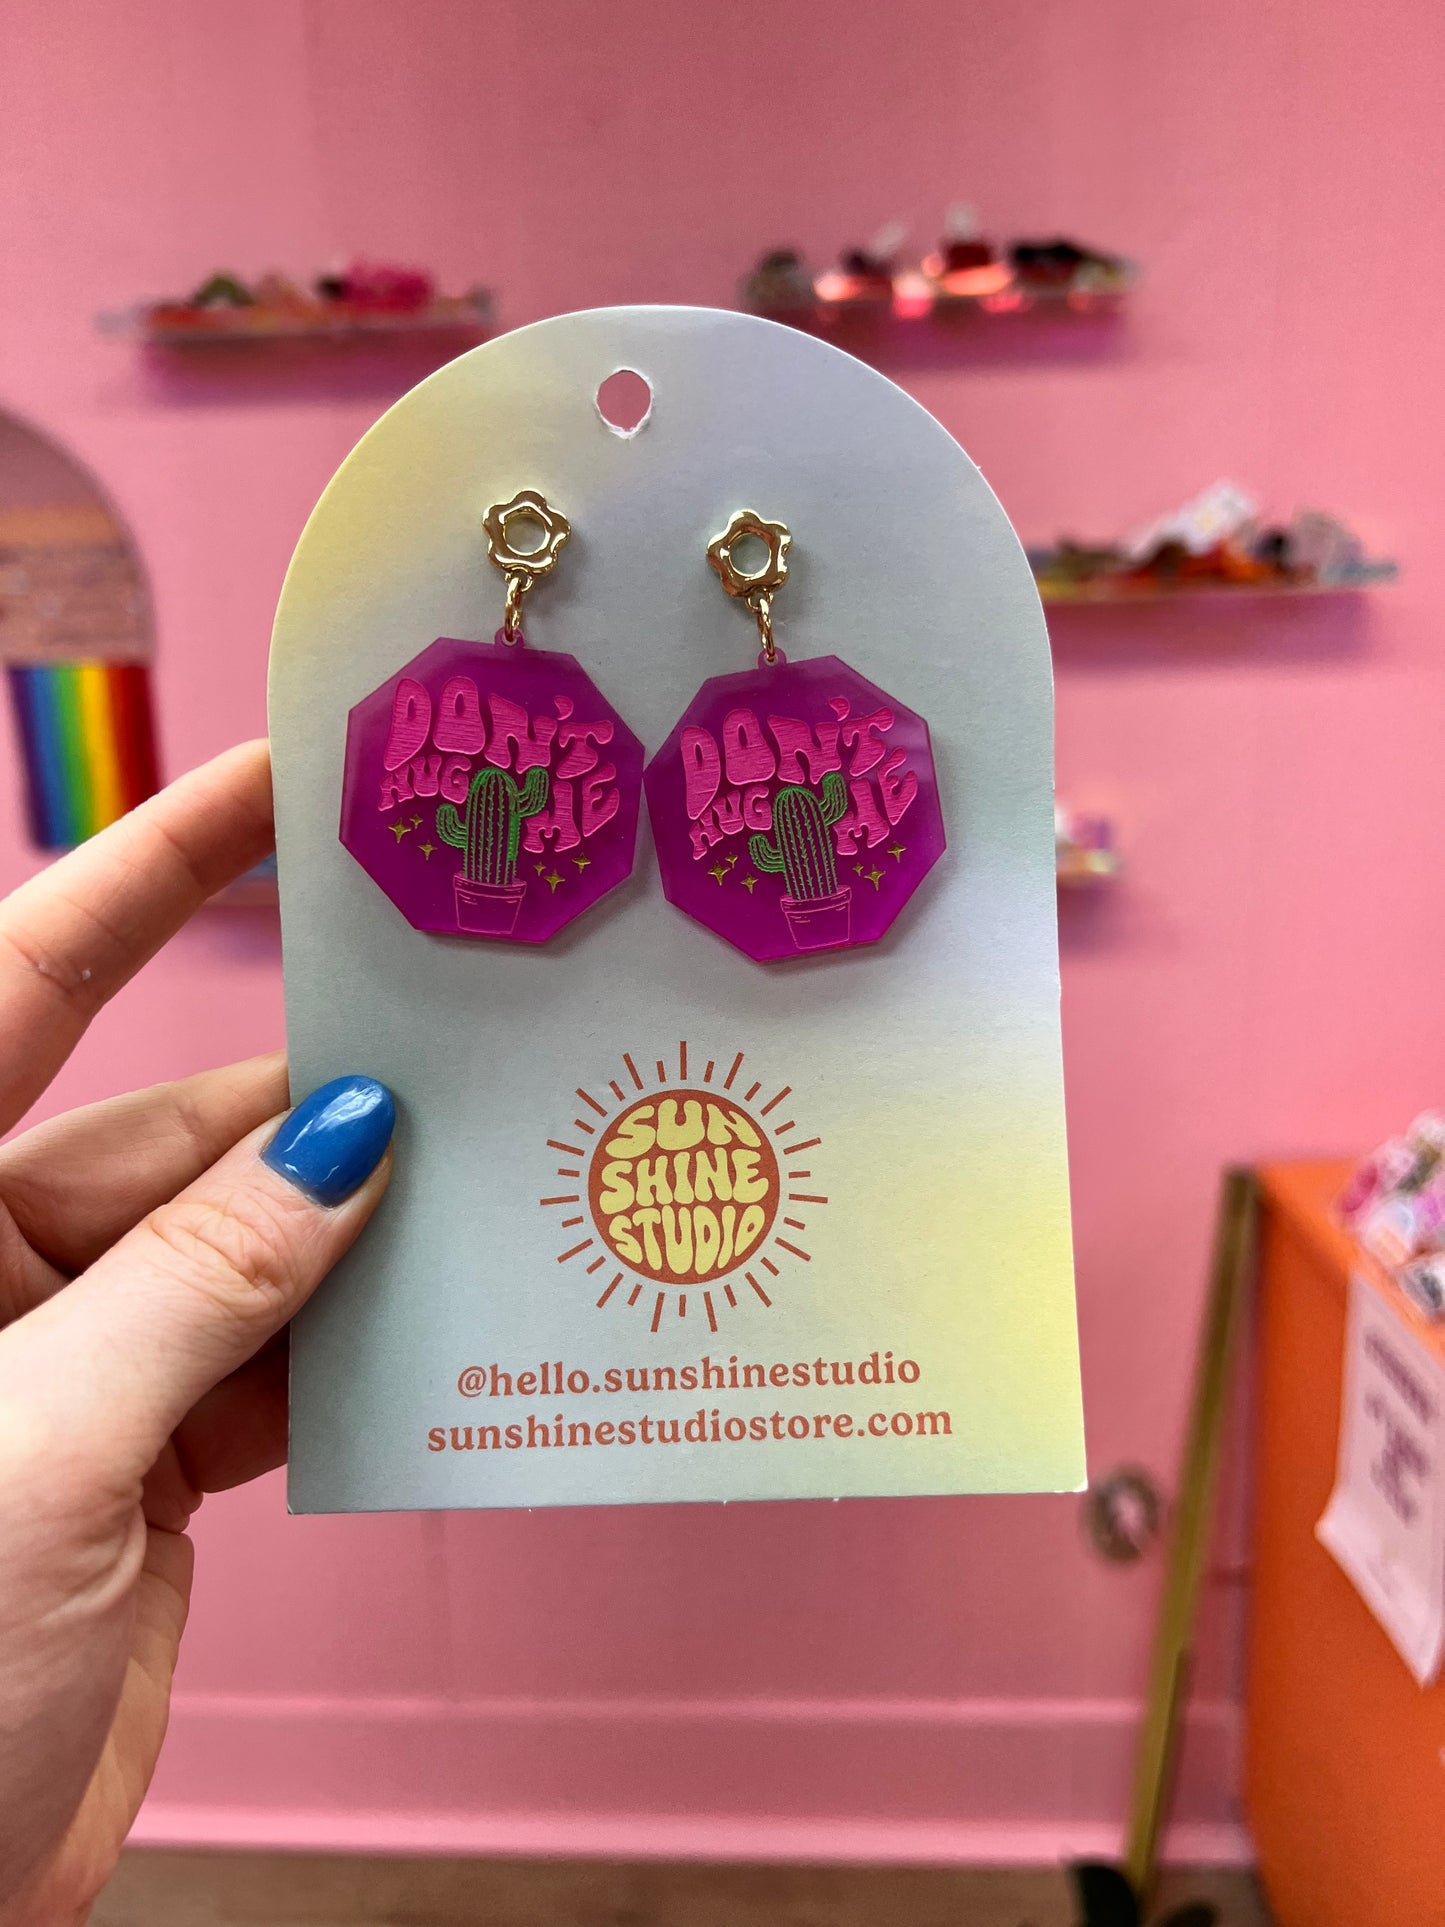 DON'T
HUG ME
DON'T
HUG ME
SUN
SHINE
STUDIO
@hello.sunshinestudio
sunshinestudiostore.com